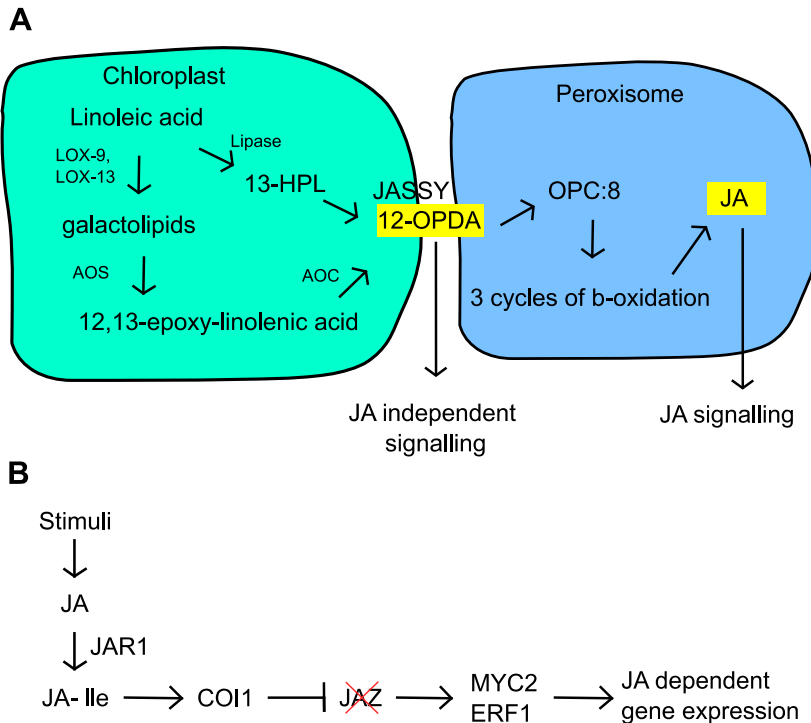 A
Chloroplast
Linoleic acid
LOX-9,
LOX-13
Lipase
13-HPL
galactolipids
AOS
AOC
12,13-epoxy-linolenic acid
JASSY
12-OPDA
JA independent
signalling
Peroxisome
OPC:8
3 cycles of b-oxidation
JA
JA signalling
B
Stimuli
JA
JAR1
JA- Ile
COI1
JAZ
MYC2
ERF1
JA dependent
gene expression